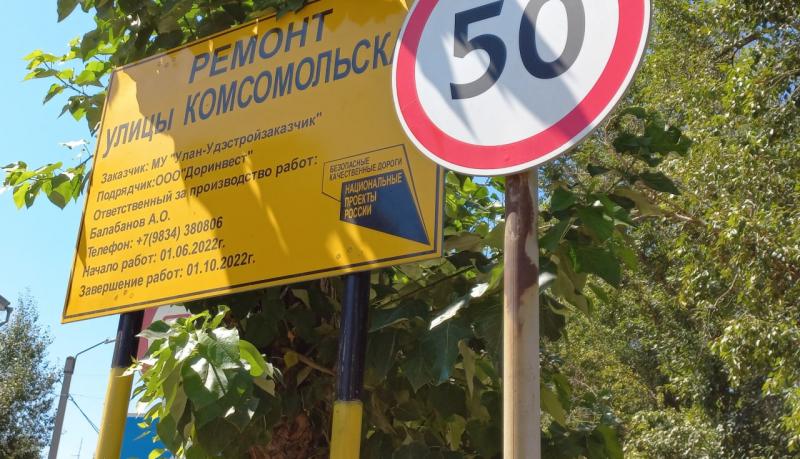 РЕМОНТ
УЛИЦЫ КОМСОМОЛЬСК
Заказчик: МУ "Улан-Удэстройзаказчик"
Подрядчик:ООО"Доринвест"
Ответственный за производство работ:
Балабанов А.О.
Телефон: +7(9834) 380806
Начало работ: 01.06.2022г.
Завершение работ: 01.10.2022г.
БЕЗОПАСНЫЕ
КАЧЕСТВЕННЫЕ ДОРОГИ
НАЦИОНАЛЬНЫЕ
ПРОЕКТЫ
РОССИИ
50